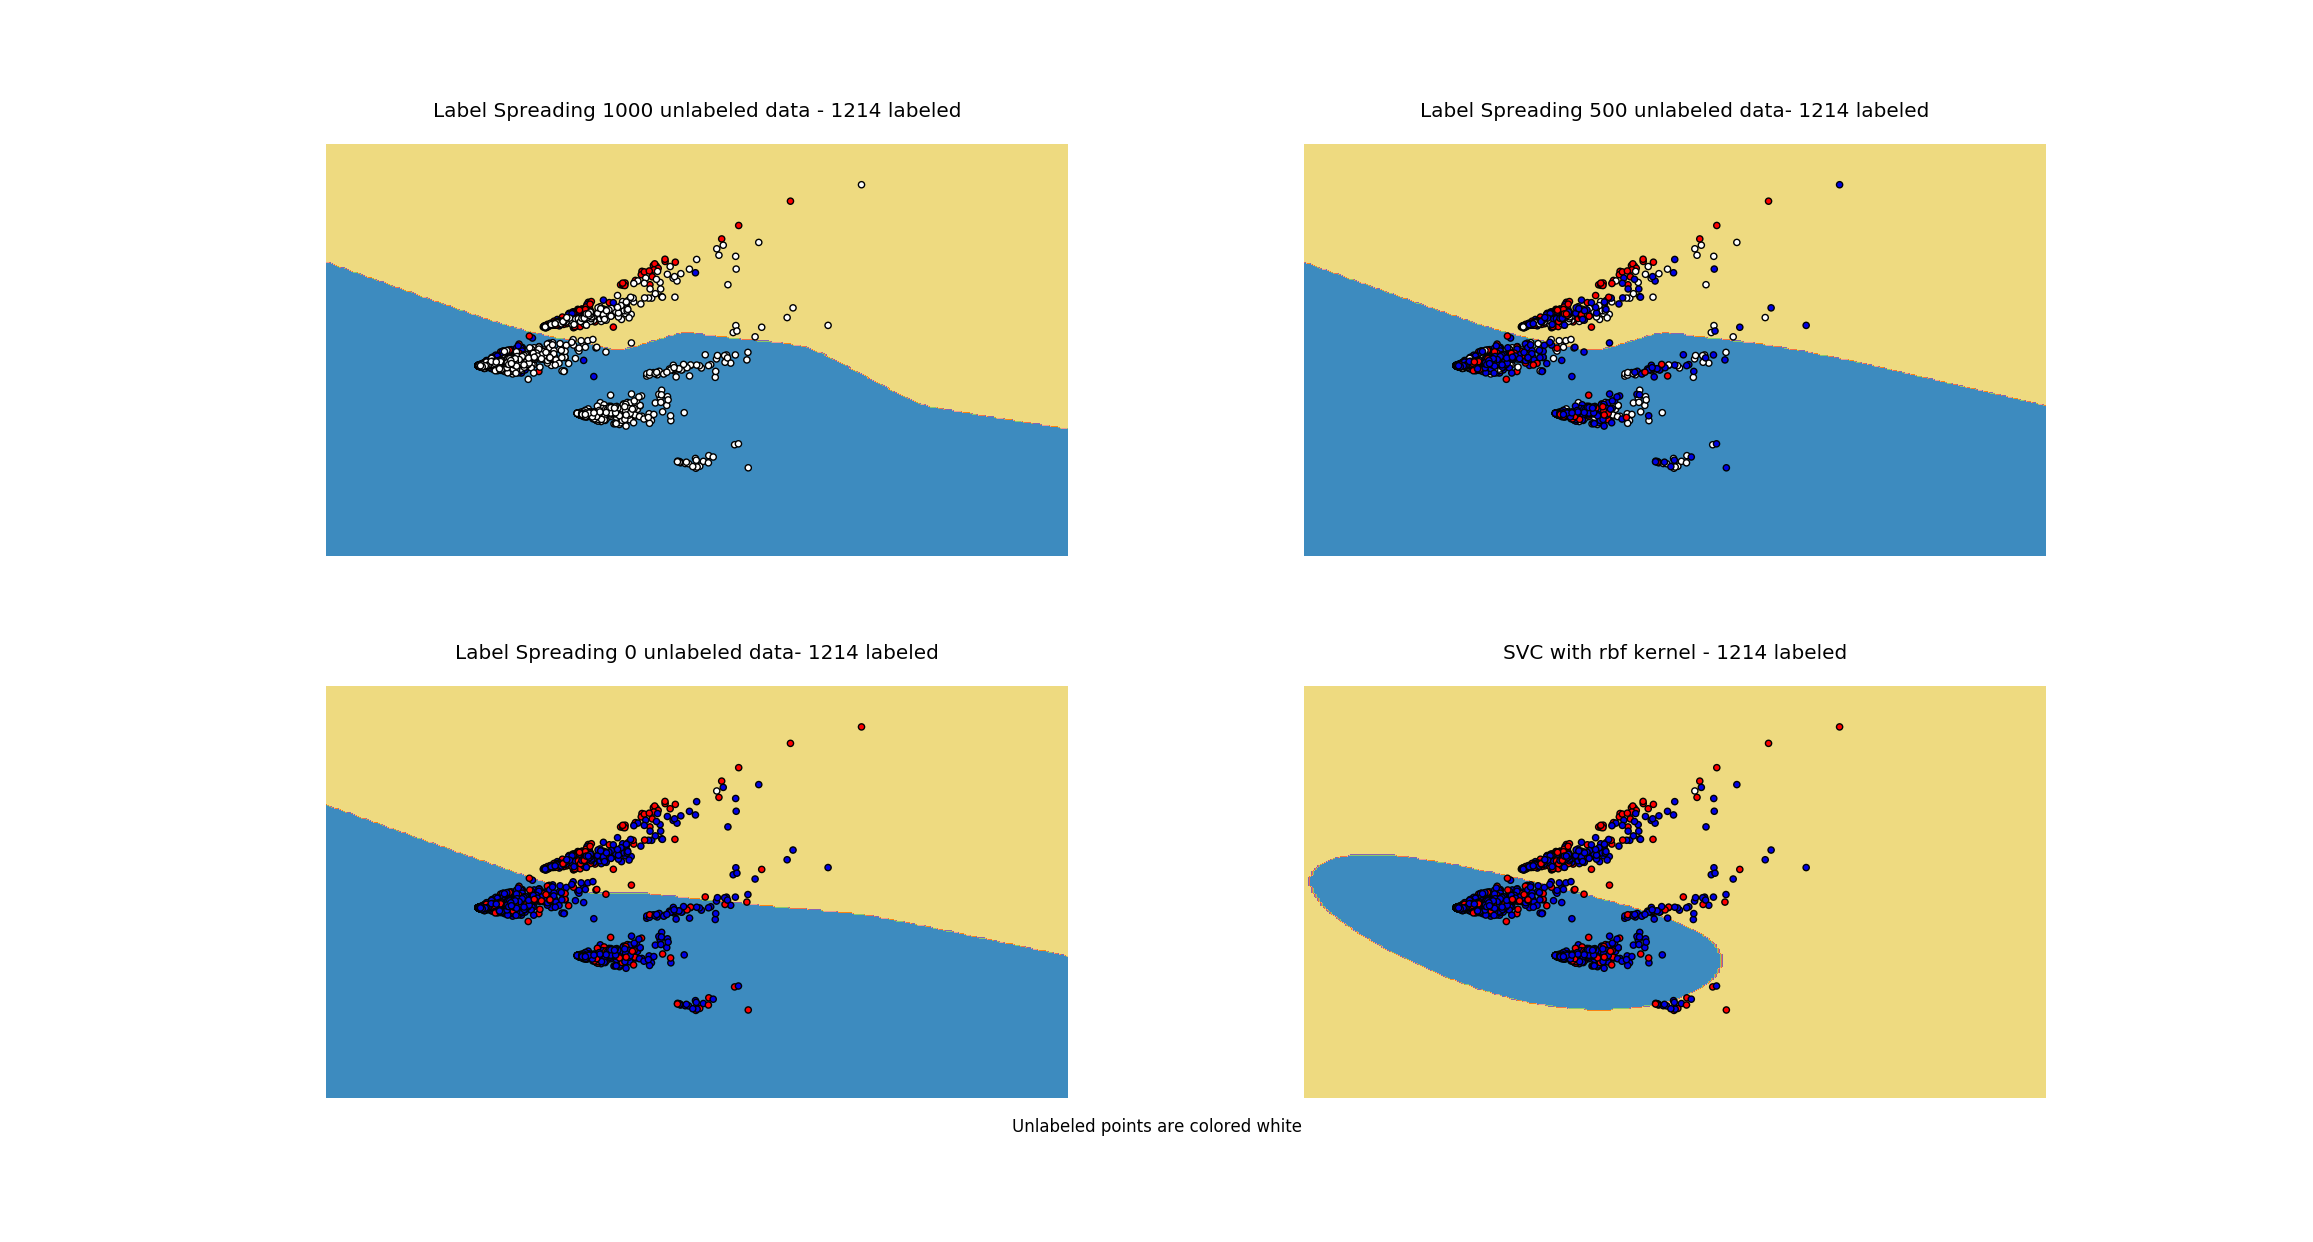 Label Spreading 1000 unlabeled data - 1214 labeled
Label Spreading 500 unlabeled data- 1214 labeled
Label Spreading 0 unlabeled data- 1214 labeled
SVC with rbf kernel - 1214 labeled
Unlabeled points are colored white